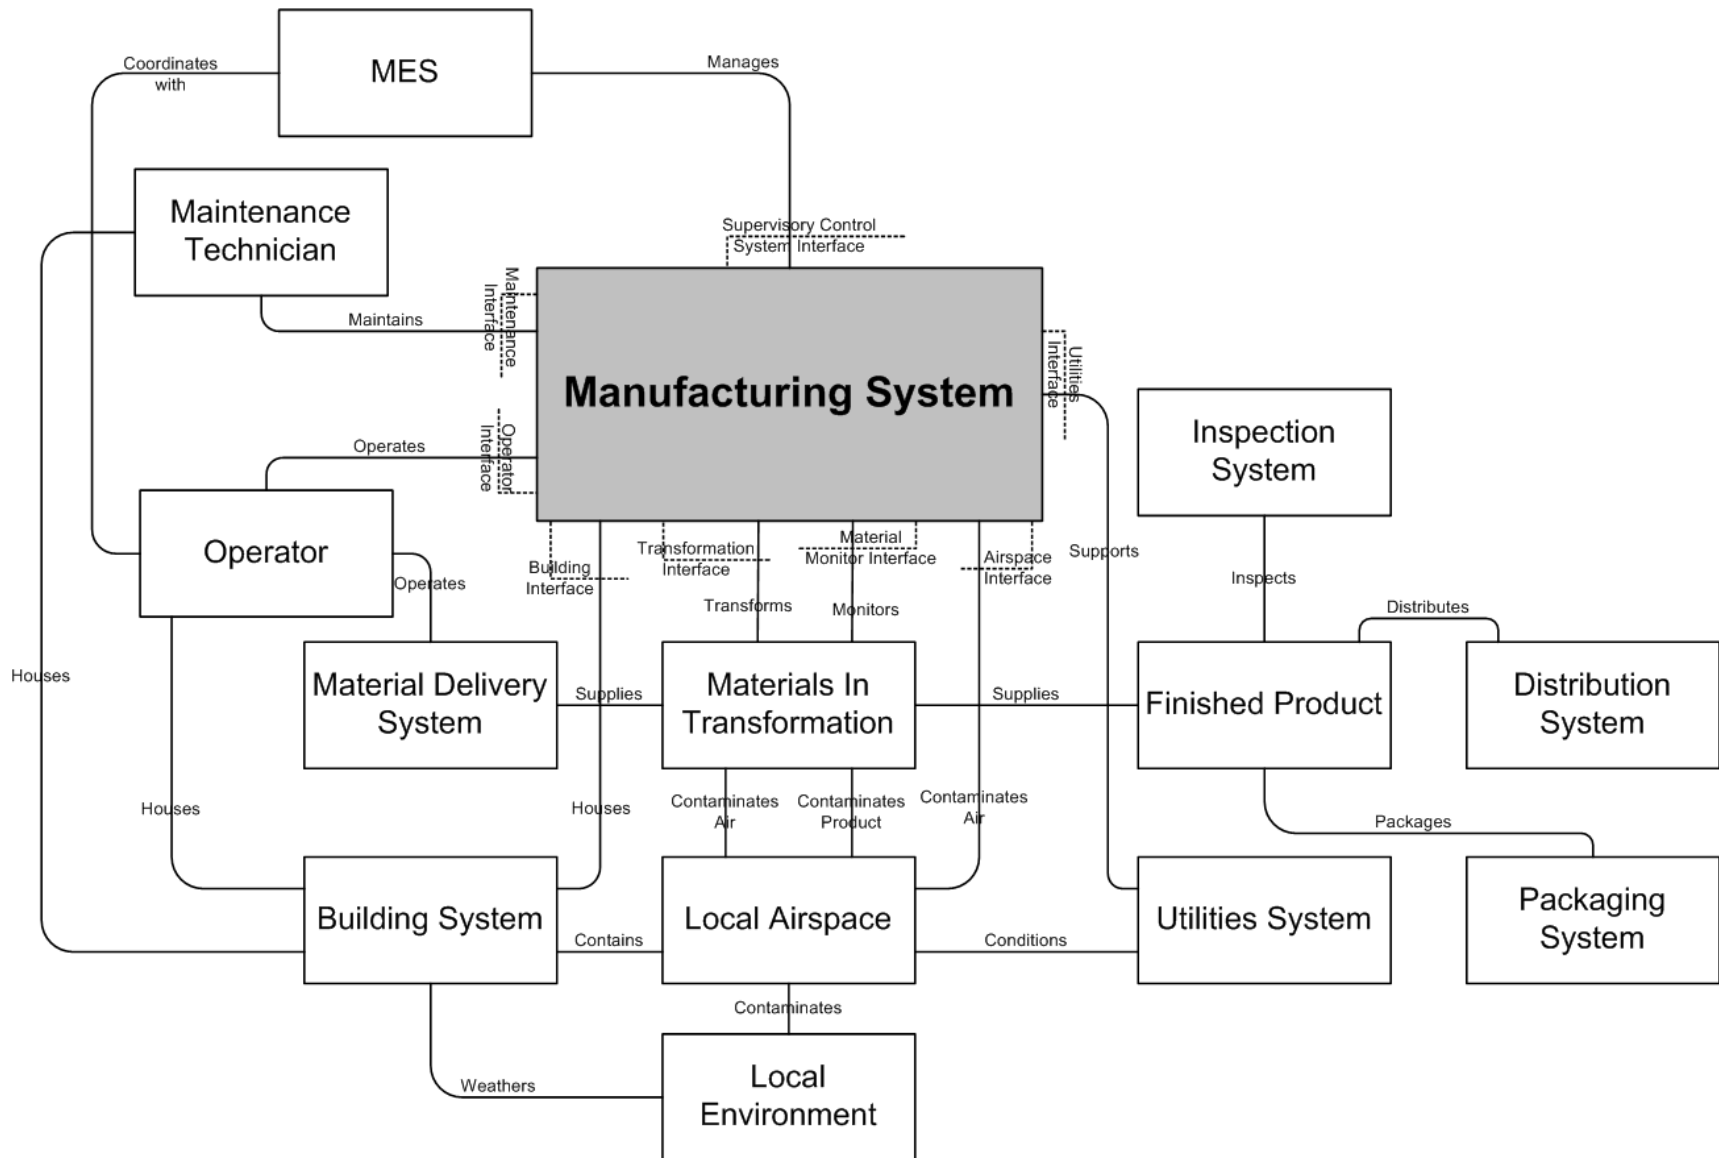 MES
Coordinates
with
Manages
Maintenance
Technician
Supervisory Control
System Interface
Maintenance
Interface
Maintains
Manufacturing System
Utilities
Interface
Inspection
System
Operates
Operator
Interface
Operator
Operates
Building
Interface
Transformation
Interface
Material
Monitor Interface
Airspace
Interface
Supports
Inspects
Transforms
Monitors
Distributes
Houses
Material Delivery
System
Supplies
Materials In
Transformation
Supplies
Finished Product
Distribution
System
Houses
Houses
Contaminates
Air
Contaminates
Product
Contaminates
Air
Packages
Building System
Contains
Local Airspace
Conditions
Utilities System
Packaging
System
Contaminates
Weathers
Local
Environment